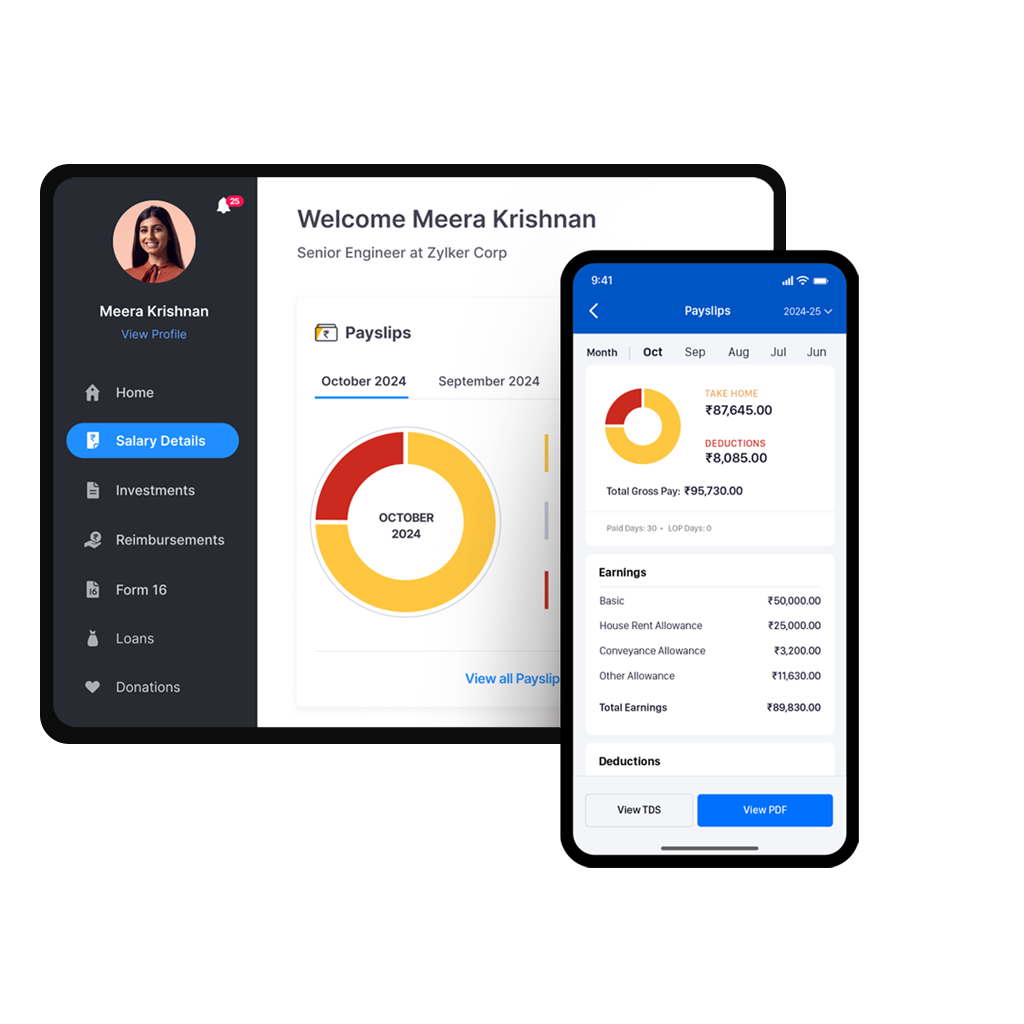 25
Meera Krishnan
View Profile
Home
Salary Details
Investments
Reimbursements
16
Form 16
Loans
Donations
Welcome Meera Krishnan
Senior Engineer at Zylker Corp
₹
Payslips
October 2024 September 2024
OCTOBER
2024
View all Payslip
9:41
Payslips 2024-25
Month Oct Sep Aug Jul Jun
TAKE HOME
₹87,645.00
DEDUCTIONS
₹8,085.00
Total Gross Pay: ₹95,730.00
Paid Days: 30 • LOP Days: 0
Earnings
Basic ₹50,000.00
House Rent Allowance ₹25,000.00
Conveyance Allowance ₹3,200.00
Other Allowance ₹11,630.00
Total Earnings ₹89,830.00
Deductions
View TDS View PDF